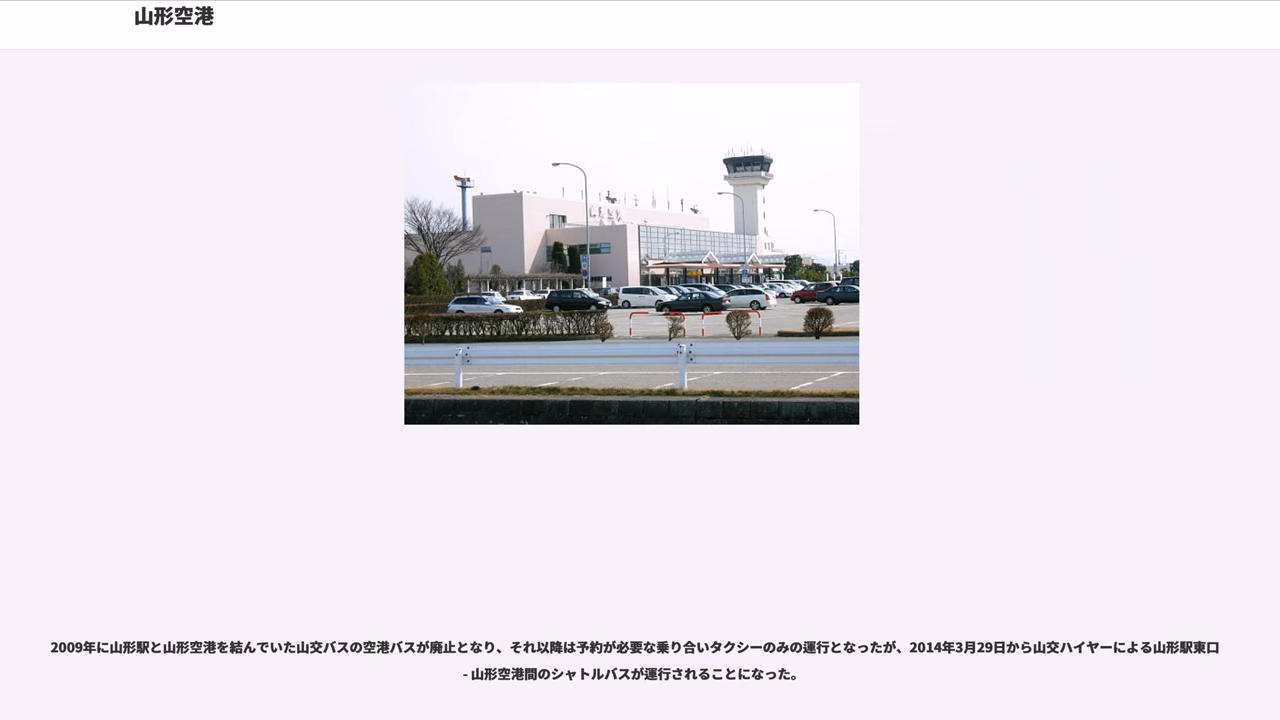 山形空港
2009年に山形駅と山形空港を結んでいた山交バスの空港バスが廃止となり、それ以降は予約が必要な乗り合いタクシーのみの運行となったが、2014年3月29日から山交ハイヤーによる山形駅東口
- 山形空港間のシャトルバスが運行されることになった。